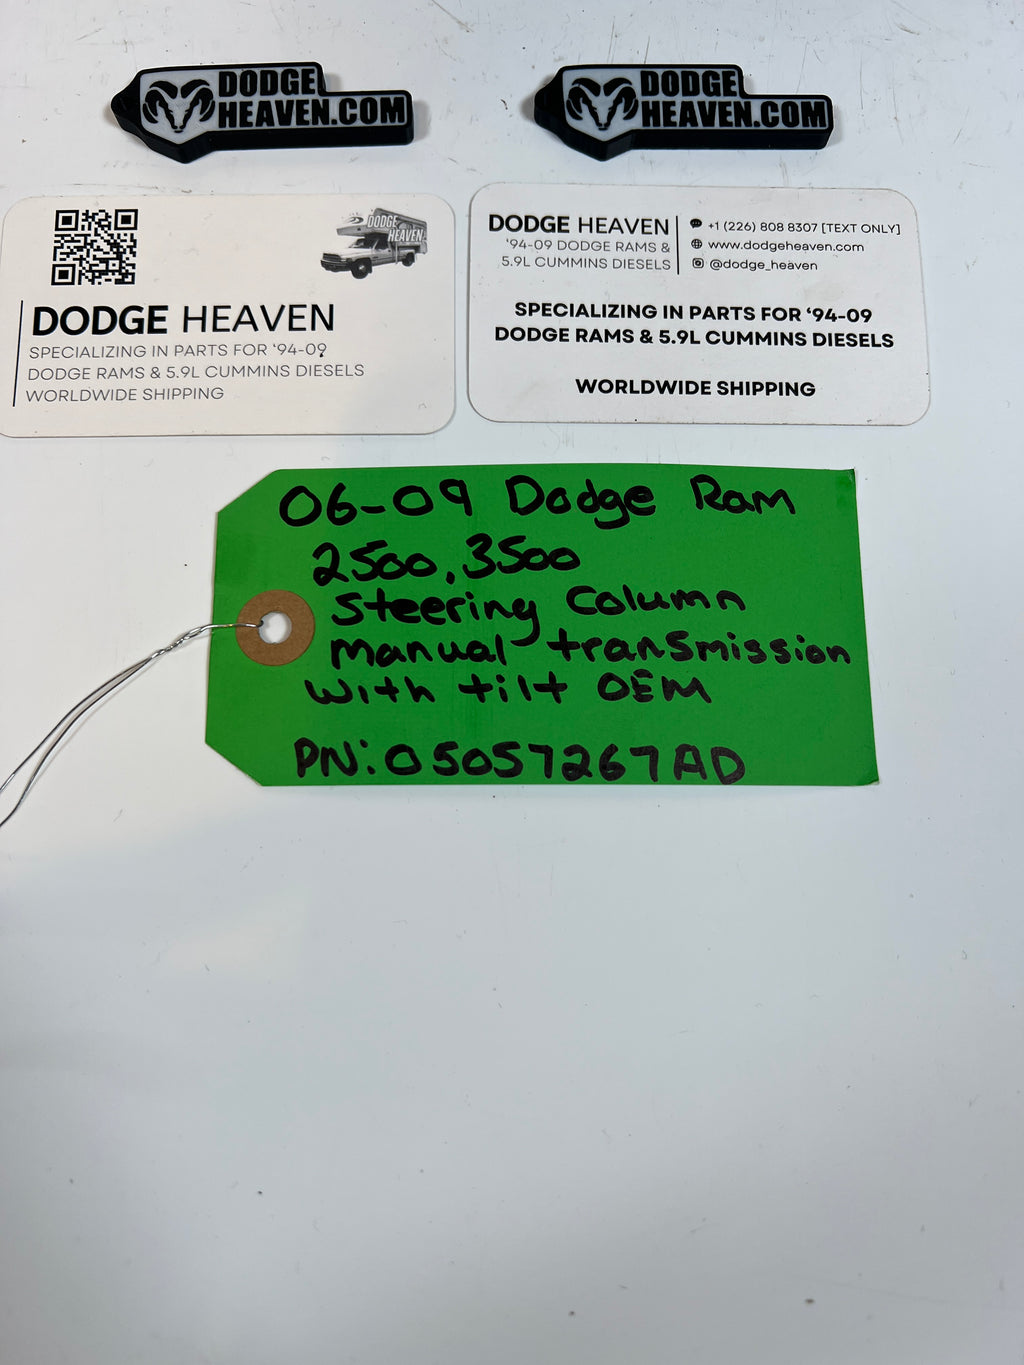 DODGE
HEAVEN.COM
DODGE
HEAVEN.COM
DODGE
HEAVEN
DODGE HEAVEN
SPECIALIZING IN PARTS FOR ‘94-09
DODGE RAMS & 5.9L CUMMINS DIESELS
WORLDWIDE SHIPPING
DODGE HEAVEN
‘94-09 DODGE RAMS &
5.9L CUMMINS DIESELS
+1 (226) 808 8307 [TEXT ONLY]
www.dodgeheaven.com
@dodge_heaven
SPECIALIZING IN PARTS FOR ‘94-09
DODGE RAMS & 5.9L CUMMINS DIESELS
WORLDWIDE SHIPPING
06-09 Dodge Ram
2500, 3500
Steering Column
manual transmission
with tilt OEM
PN: 05057267AD